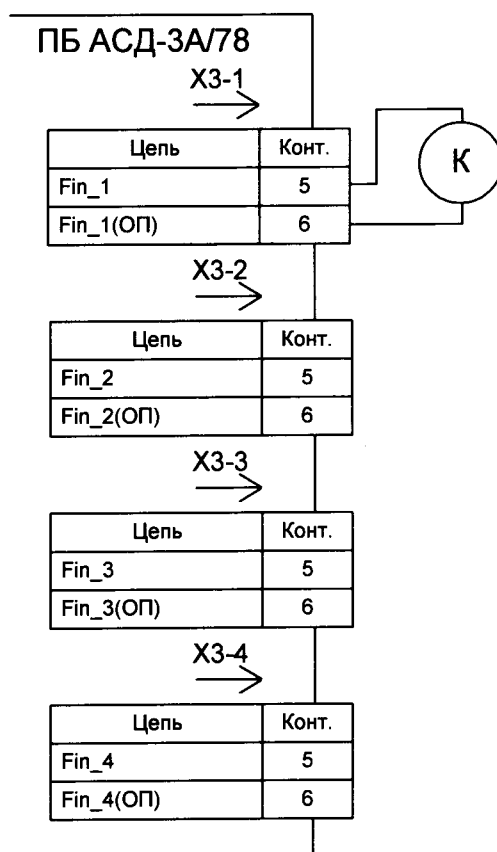 ПБ АСД-3А/78
X3-1
Цепь Конт.
Fin_1 5
Fin_1(ОП) 6
К
X3-2
Цепь Конт.
Fin_2 5
Fin_2(ОП) 6
X3-3
Цепь Конт.
Fin_3 5
Fin_3(ОП) 6
X3-4
Цепь Конт.
Fin_4 5
Fin_4(ОП) 6